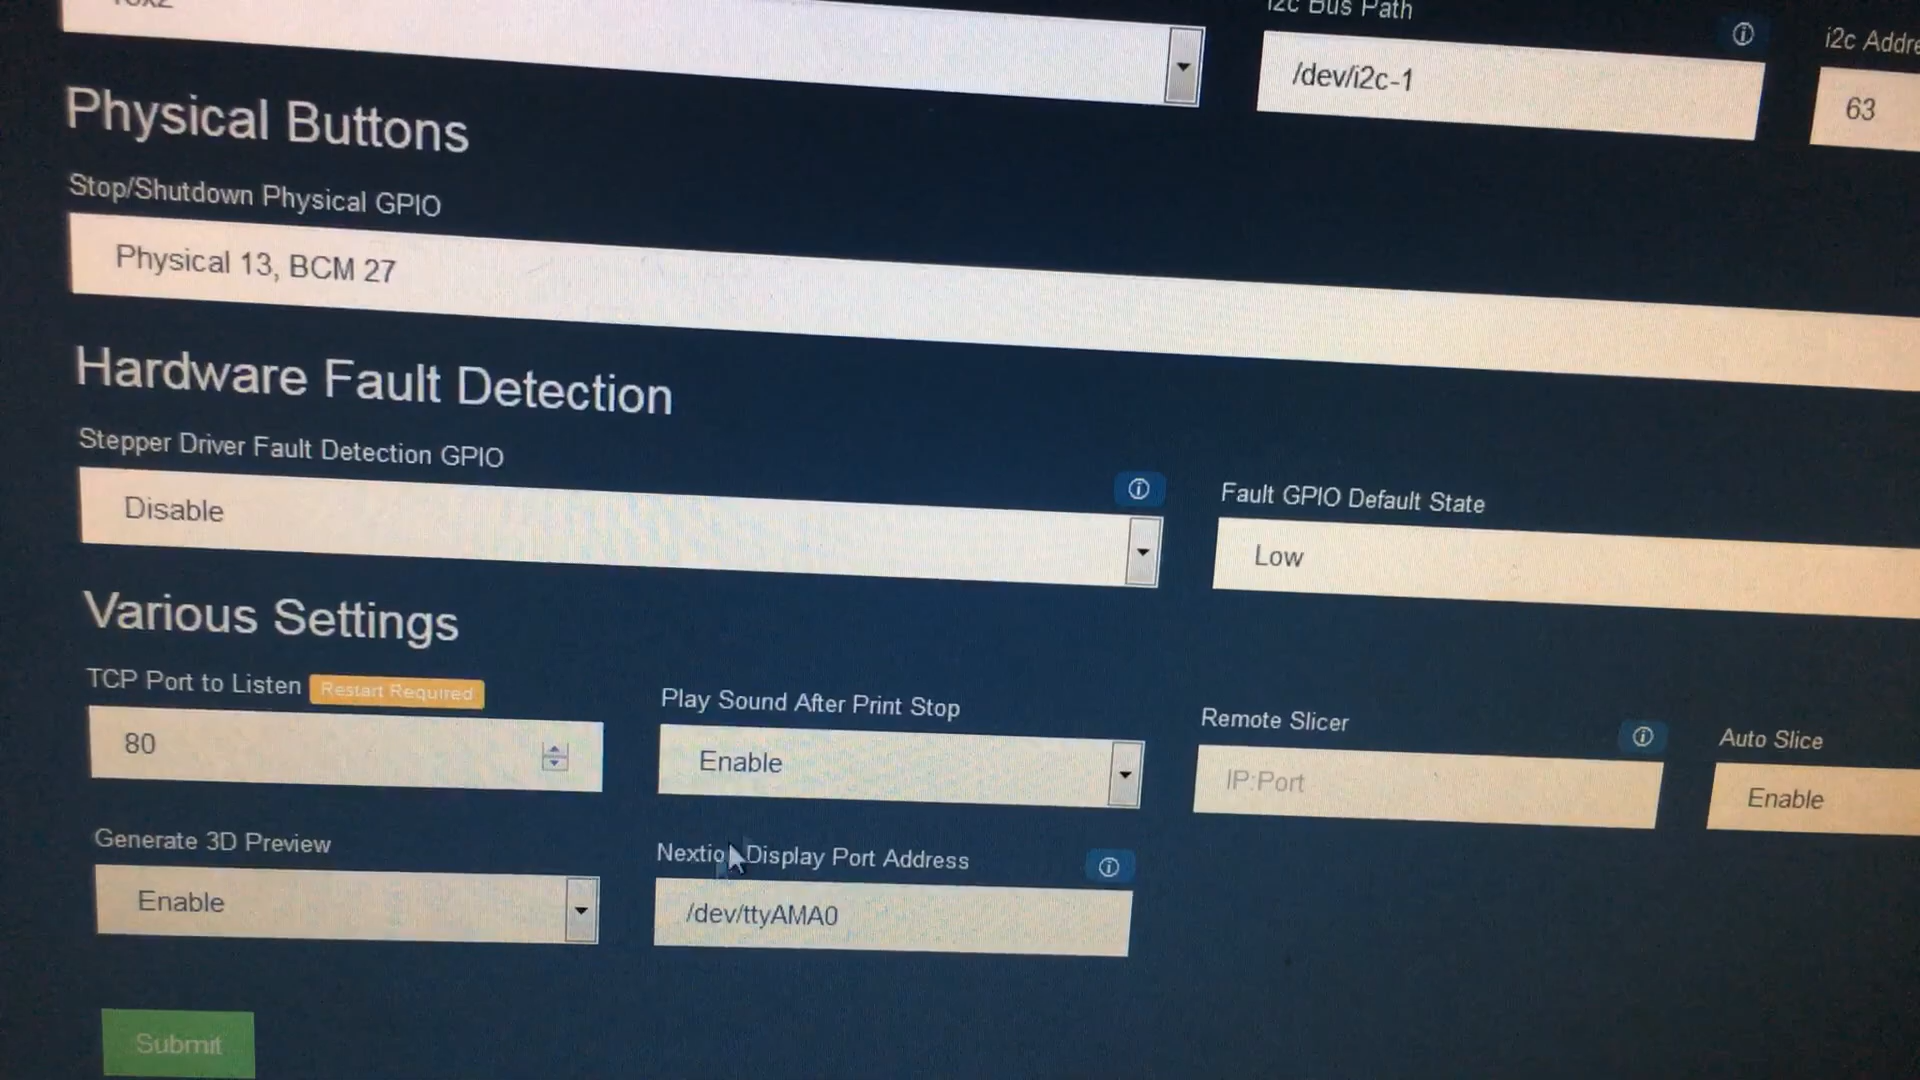 i2c Bus Path
i2c Addre
/dev/i2c-1
63
Physical Buttons
Stop/Shutdown Physical GPIO
Physical 13, BCM 27
Hardware Fault Detection
Stepper Driver Fault Detection GPIO
Fault GPIO Default State
Disable
Low
Various Settings
TCP Port to Listen Restart Required
Play Sound After Print Stop
Remote Slicer
Auto Slice
80
Enable
IP:Port
Enable
Generate 3D Preview
Nextio Display Port Address
Enable
/dev/ttyAMA0
Submit